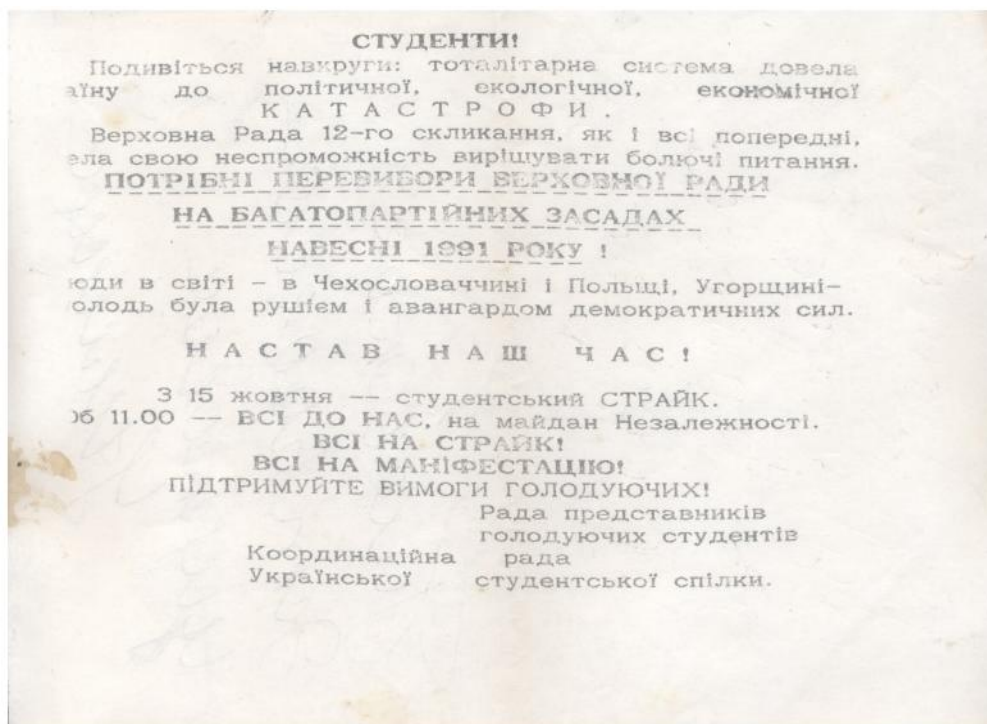 СТУДЕНТИ!
Подивіться навкруги: тоталітарна система довела
аїну до політичної, екологічної, економічної
К А Т А С Т Р О Ф И .
Верховна Рада 12-го скликання, як і всі попередні,
ела свою неспроможність вирішувати болючі питання.
ПОТРІБНІ ПЕРЕВИБОРИ ВЕРХОВНОЇ РАДИ
НА БАГАТОПАРТІЙНИХ ЗАСАДАХ
НАВЕСНІ 1991 РОКУ !
юди в світі - в Чехословаччині і Польщі, Угорщині-
олодь була рушієм і авангардом демократичних сил.
Н А С Т А В Н А Ш Ч А С !
З 15 жовтня -- студентський СТРАЙК.
Об 11.00 -- ВСІ ДО НАС, на майдан Незалежності.
ВСІ НА СТРАЙК!
ВСІ НА МАНІФЕСТАЦІЮ!
ПІДТРИМУЙТЕ ВИМОГИ ГОЛОДУЮЧИХ!
Рада представників
голодуючих студентів
Координаційна рада
Української студентської спілки.